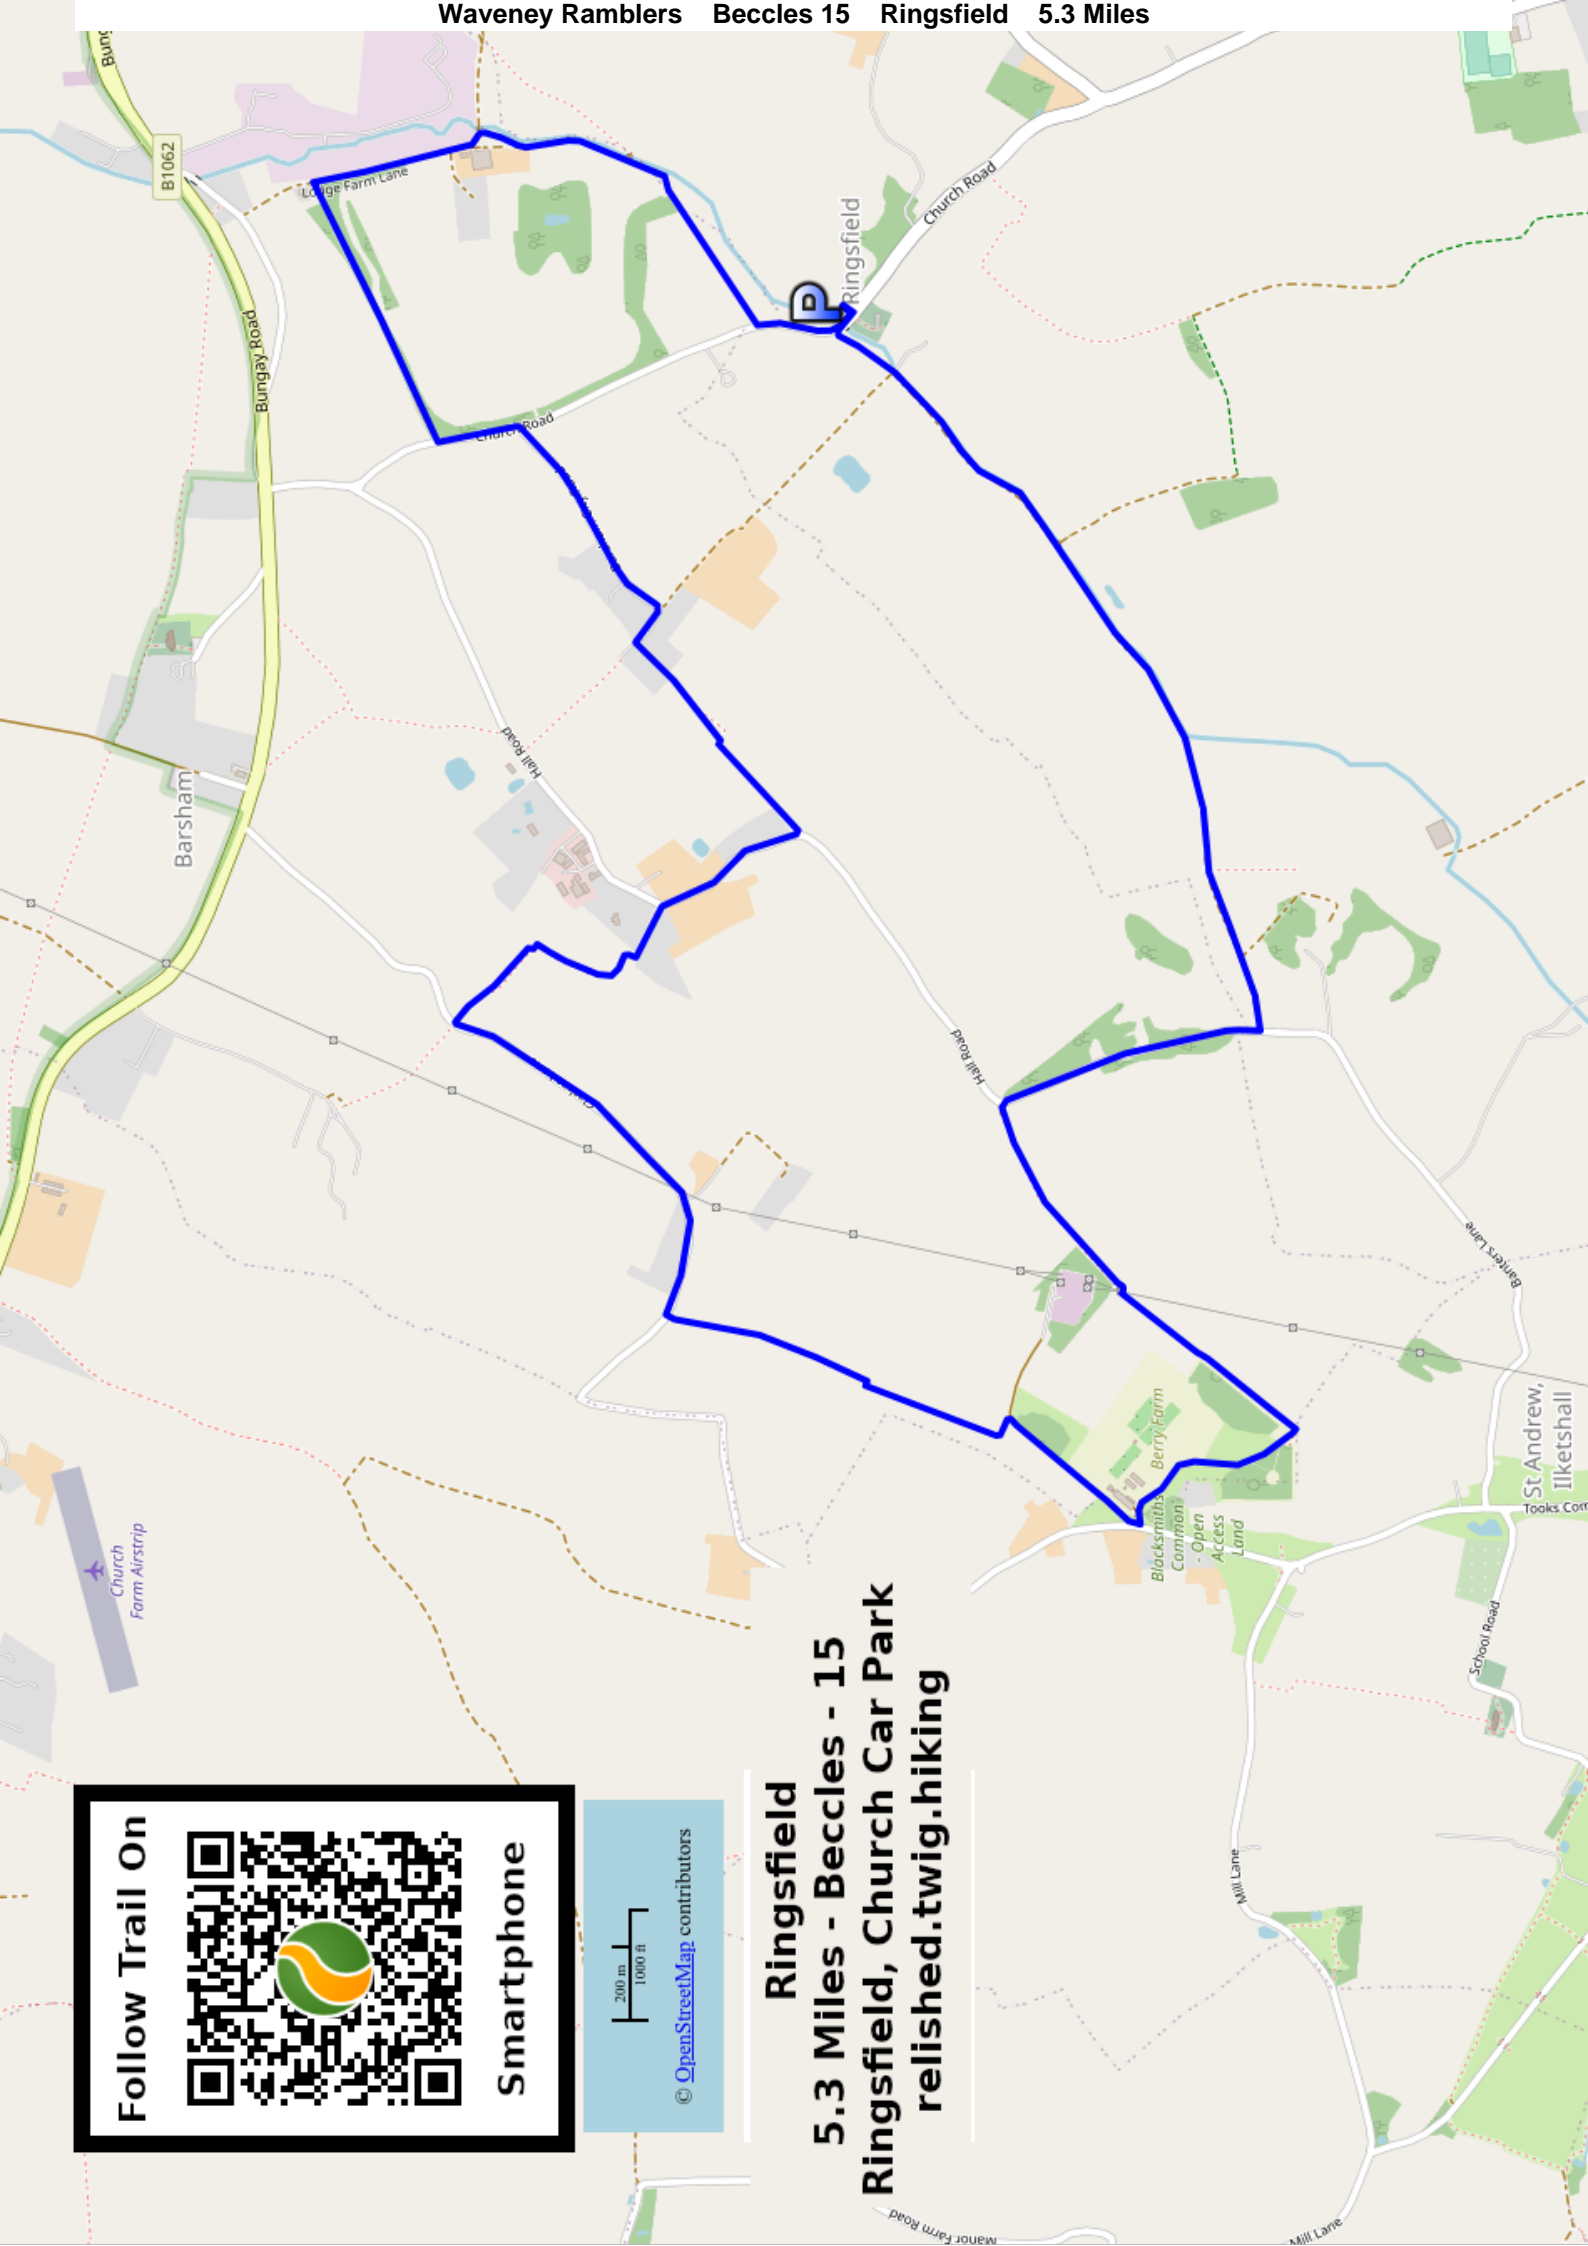 Waveney Ramblers Beccles 15 Ringsfield 5.3 Miles
Bung
B1062
Lodge Farm Lane
Church Road
Ringsfield
P
Bungay Road
Church Road
Hall Road
Barsham
Hall Road
Banters Lane
Berry Farm
Blacksmiths
Common
- Open
Access
Land
St Andrew,
Ilketshall
Tooks Com
School Road
Church
Farm Airstrip
Mill Lane
Mill Lane
Manor Farm Road
Follow Trail On
Smartphone
200 m
1000 ft
© OpenStreetMap contributors
Ringsfield
5.3 Miles - Beccles - 15
Ringsfield, Church Car Park
relished.twig.hiking